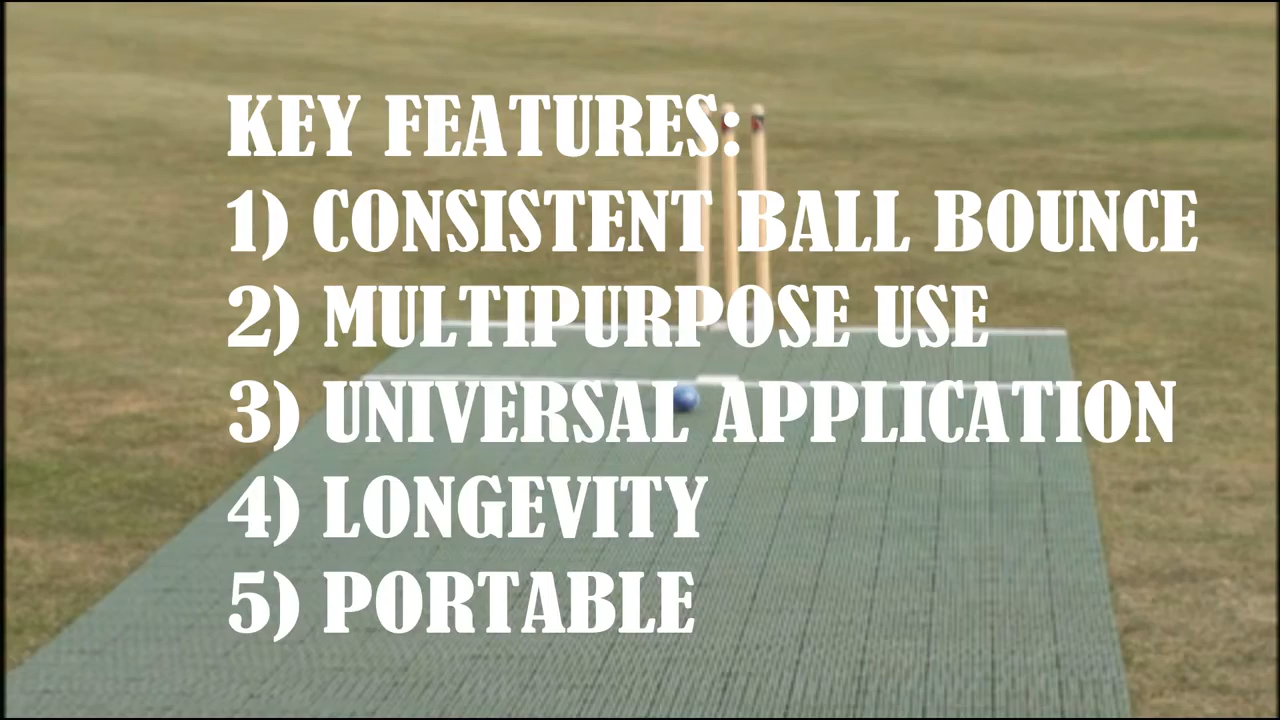 KEY FEATURES:
1) CONSISTENT BALL BOUNCE
2) MULTIPURPOSE USE
3) UNIVERSAL APPLICATION
4) LONGEVITY
5) PORTABLE